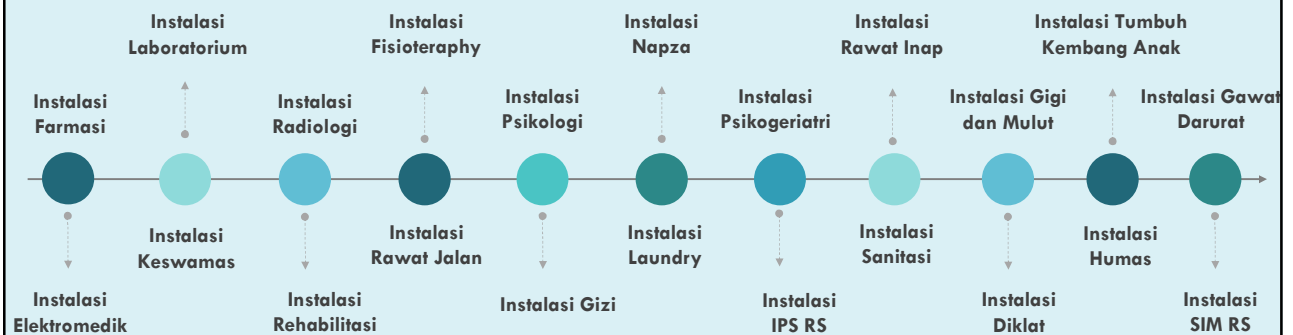 Instalasi
Laboratorium
Instalasi
Fisioteraphy
Instalasi
Napza
Instalasi
Rawat Inap
Instalasi Tumbuh
Kembang Anak
Instalasi
Farmasi
Instalasi
Radiologi
Instalasi
Psikologi
Instalasi
Psikogeriatri
Instalasi Gigi
dan Mulut
Instalasi Gawat
Darurat
Instalasi
Keswamas
Instalasi
Rawat Jalan
Instalasi
Laundry
Instalasi
Sanitasi
Instalasi
Humas
Instalasi
Elektromedik
Instalasi
Rehabilitasi
Instalasi Gizi
Instalasi
IPS RS
Instalasi
Diklat
Instalasi
SIM RS